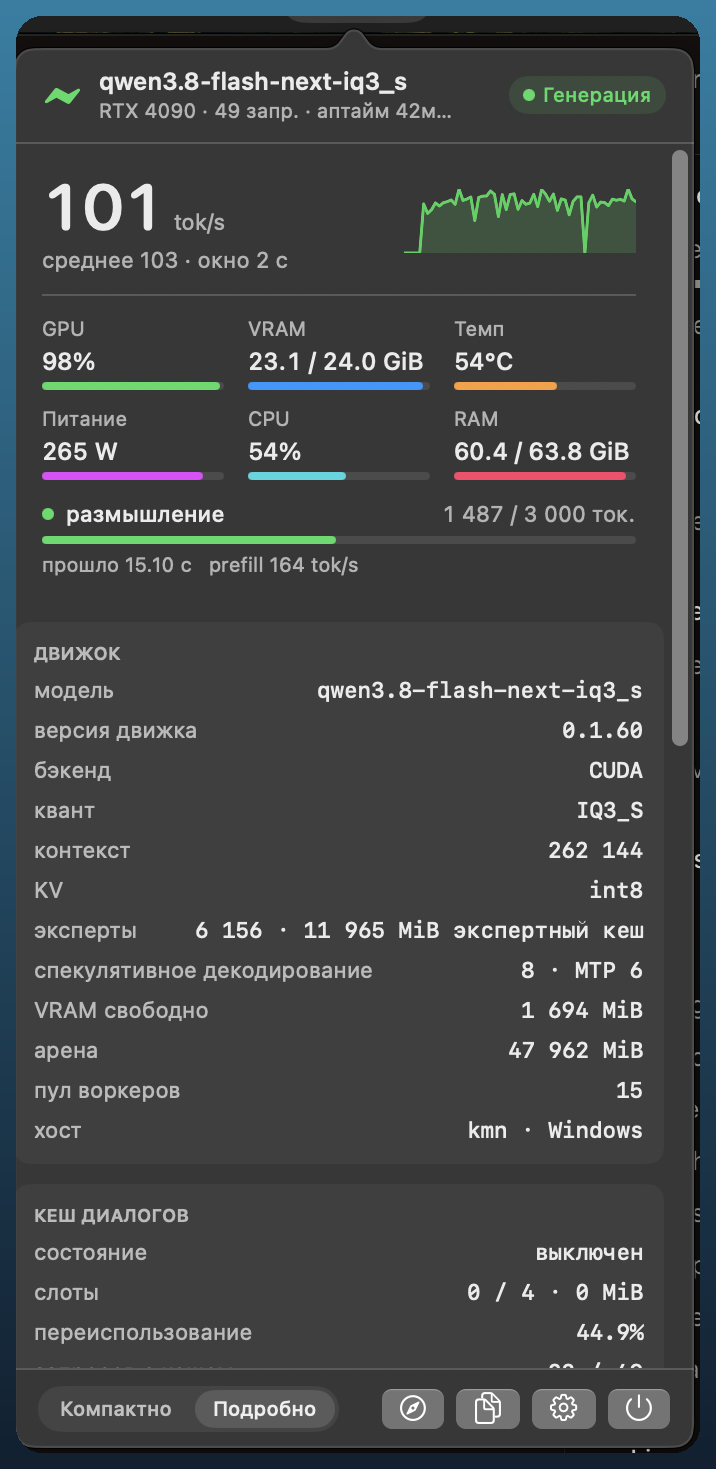 qwen3.8-flash-next-iq3_s
RTX 4090 · 49 запр. · аптайм 42м...
Генерация
101 tok/s
среднее 103 · окно 2 с
GPU VRAM Темп
98% 23.1 / 24.0 GiB 54°C
Питание CPU RAM
265 W 54% 60.4 / 63.8 GiB
размышление 1 487 / 3 000 ток.
прошло 15.10 с prefill 164 tok/s
ДВИЖОК
модель qwen3.8-flash-next-iq3_s
версия движка 0.1.60
бэкенд CUDA
квант IQ3_S
контекст 262 144
KV int8
эксперты 6 156 · 11 965 MiB экспертный кеш
спекулятивное декодирование 8 · MTP 6
VRAM свободно 1 694 MiB
арена 47 962 MiB
пул воркеров 15
хост kmn · Windows
КЕШ ДИАЛОГОВ
состояние выключен
слоты 0 / 4 · 0 MiB
переиспользование 44.9%
Компактно Подробно